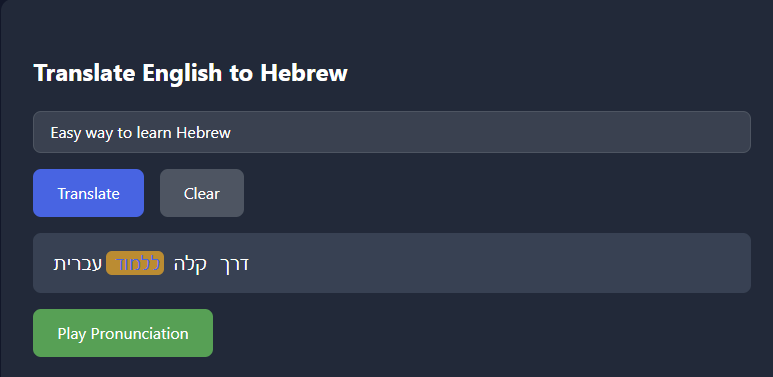 Translate English to Hebrew
Easy way to learn Hebrew
Translate
Clear
דרך קלה ללמוד עברית
Play Pronunciation